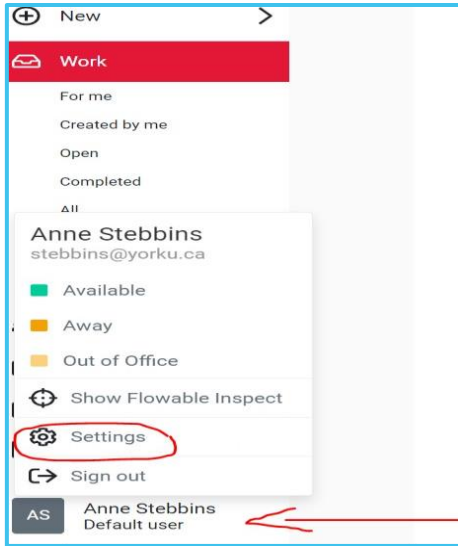 New
Work
For me
Created by me
Open
Completed
All
Anne Stebbins
stebbins@yorku.ca
Available
Away
Out of Office
Show Flowable Inspect
Settings
Sign out
AS
Anne Stebbins
Default user